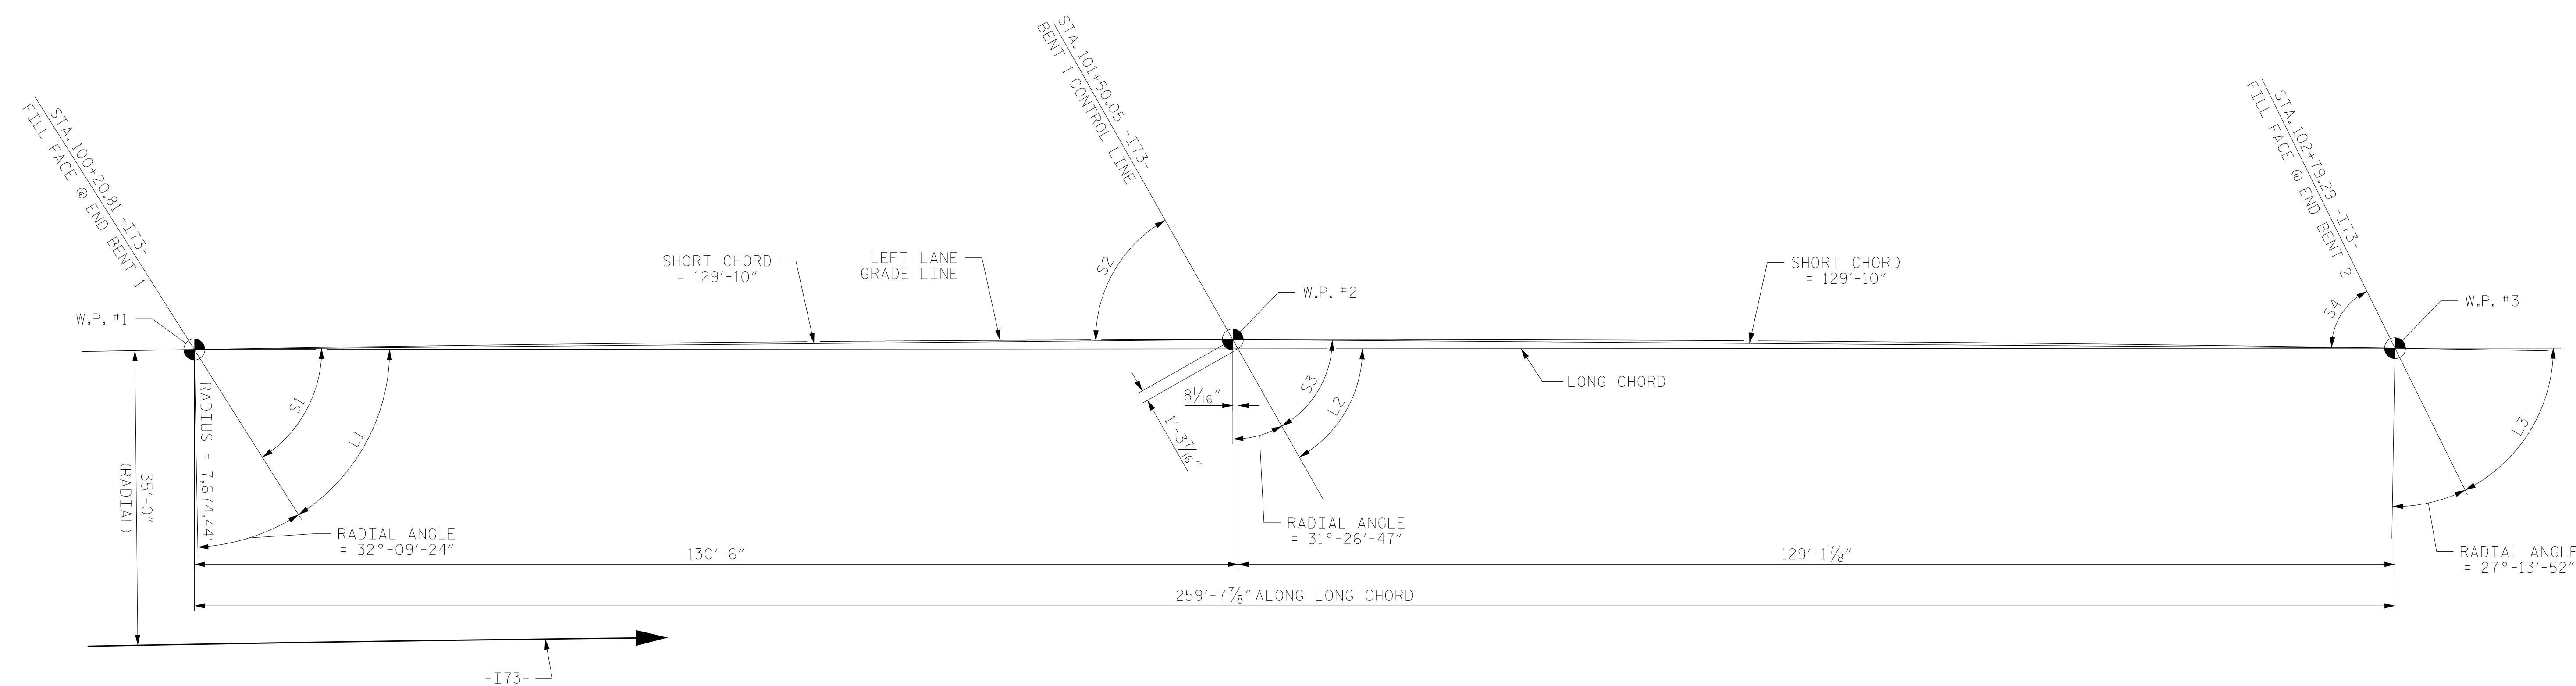 STA. 100+20.81 -I73-
FILL FACE @ END BENT 1
STA. 101+50.05 -I73-
BENT 1 CONTROL LINE
STA. 102+79.29 -I73-
FILL FACE @ END BENT 2
W.P. #1
SHORT CHORD
= 129'-10"
LEFT LANE
GRADE LINE
S2
W.P. #2
SHORT CHORD
= 129'-10"
S4
W.P. #3
S1
L1
RADIUS = 7,674.44'
35'-0"
(RADIAL)
RADIAL ANGLE
= 32°-09'-24"
8 1/16"
1'-3 7/16"
S3
L2
LONG CHORD
RADIAL ANGLE
= 31°-26'-47"
L3
RADIAL ANGLE
= 27°-13'-52"
130'-6"
129'-1 7/8"
259'-7 7/8" ALONG LONG CHORD
-I73-